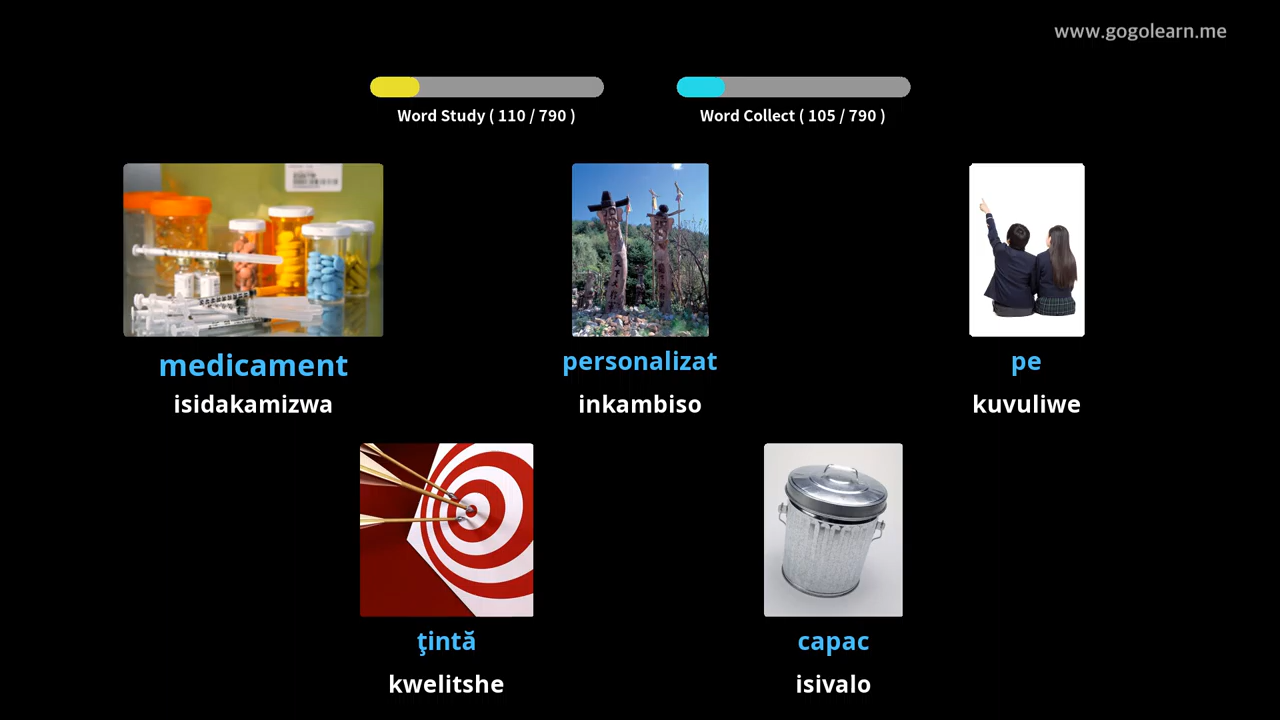 www.gogolearn.me
Word Study ( 110 / 790 )
Word Collect ( 105 / 790 )
medicament
isidakamizwa
personalizat
inkambiso
pe
kuvuliwe
ţintă
kwelitshe
capac
isivalo